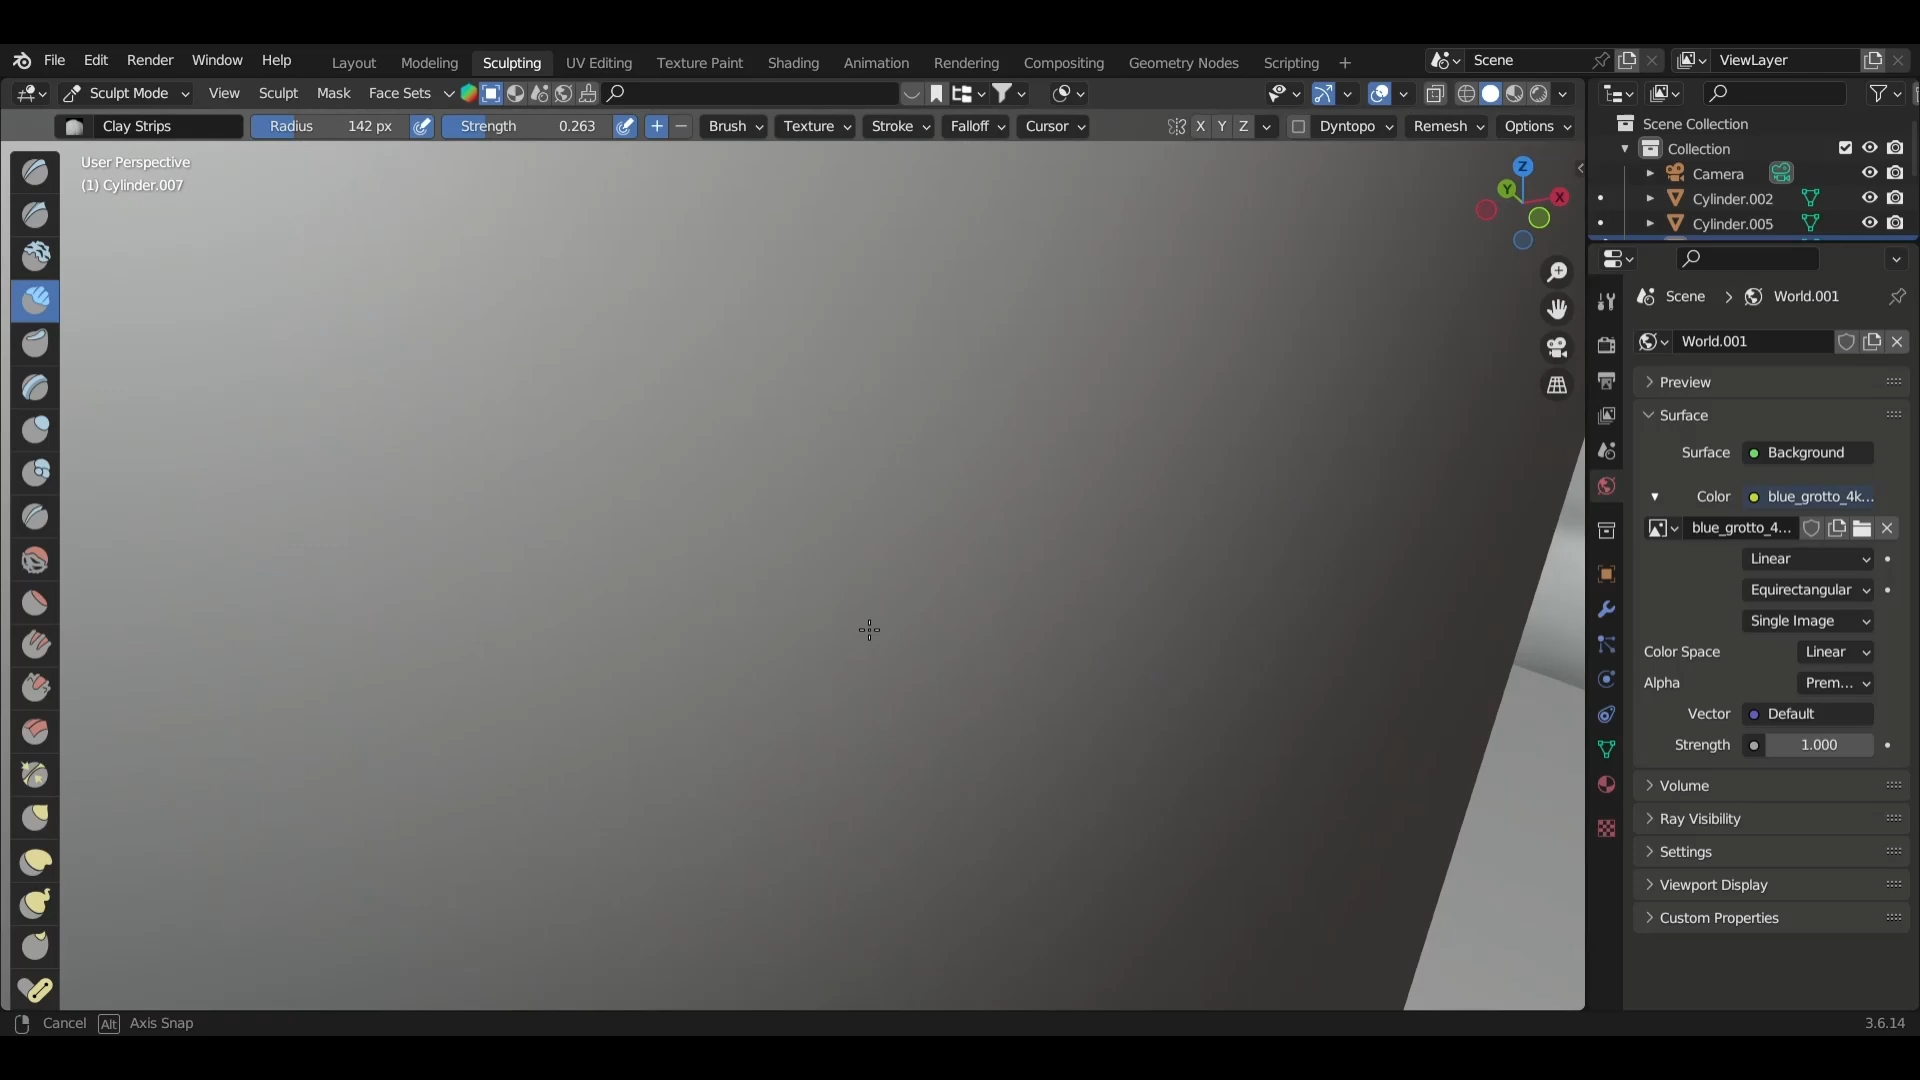 File Edit Render Window Help
Layout Modeling Sculpting UV Editing Texture Paint Shading Animation Rendering Compositing Geometry Nodes Scripting +
Scene
ViewLayer
Sculpt Mode View Sculpt Mask Face Sets
Clay Strips Radius 142 px Strength 0.263 Brush Texture Stroke Falloff Cursor X Y Z Dyntopo Remesh Options
User Perspective
(1) Cylinder.007
Z
Y
X
Scene Collection
Collection
Camera
Cylinder.002
Cylinder.005
Scene > World.001
World.001
Preview
Surface
Surface Background
Color blue_grotto_4k...
blue_grotto_4...
Linear
Equirectangular
Single Image
Color Space Linear
Alpha Prem...
Vector Default
Strength 1.000
Volume
Ray Visibility
Settings
Viewport Display
Custom Properties
Cancel Alt Axis Snap
3.6.14